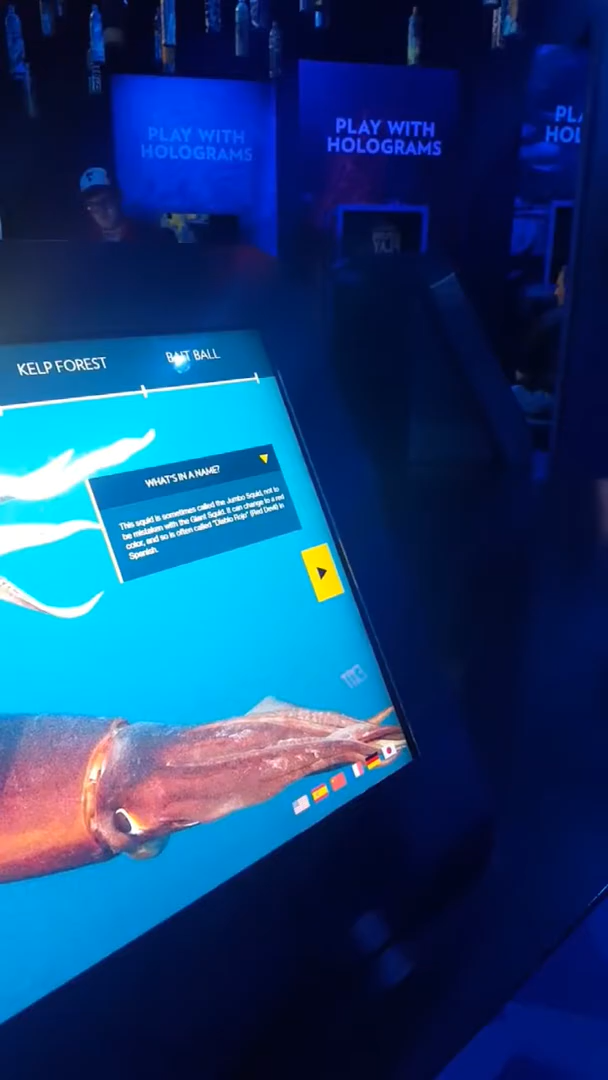 PLAY WITH
HOLOGRAMS
PLAY WITH
HOLOGRAMS
KELP FOREST
BAIT BALL
WHAT'S IN A NAME?
This squid is sometimes called the Jumbo Squid, not to
be mistaken with the Giant Squid. It can change to a red
color, and so is often called "Diablo Rojo" (Red Devil) in
Spanish.